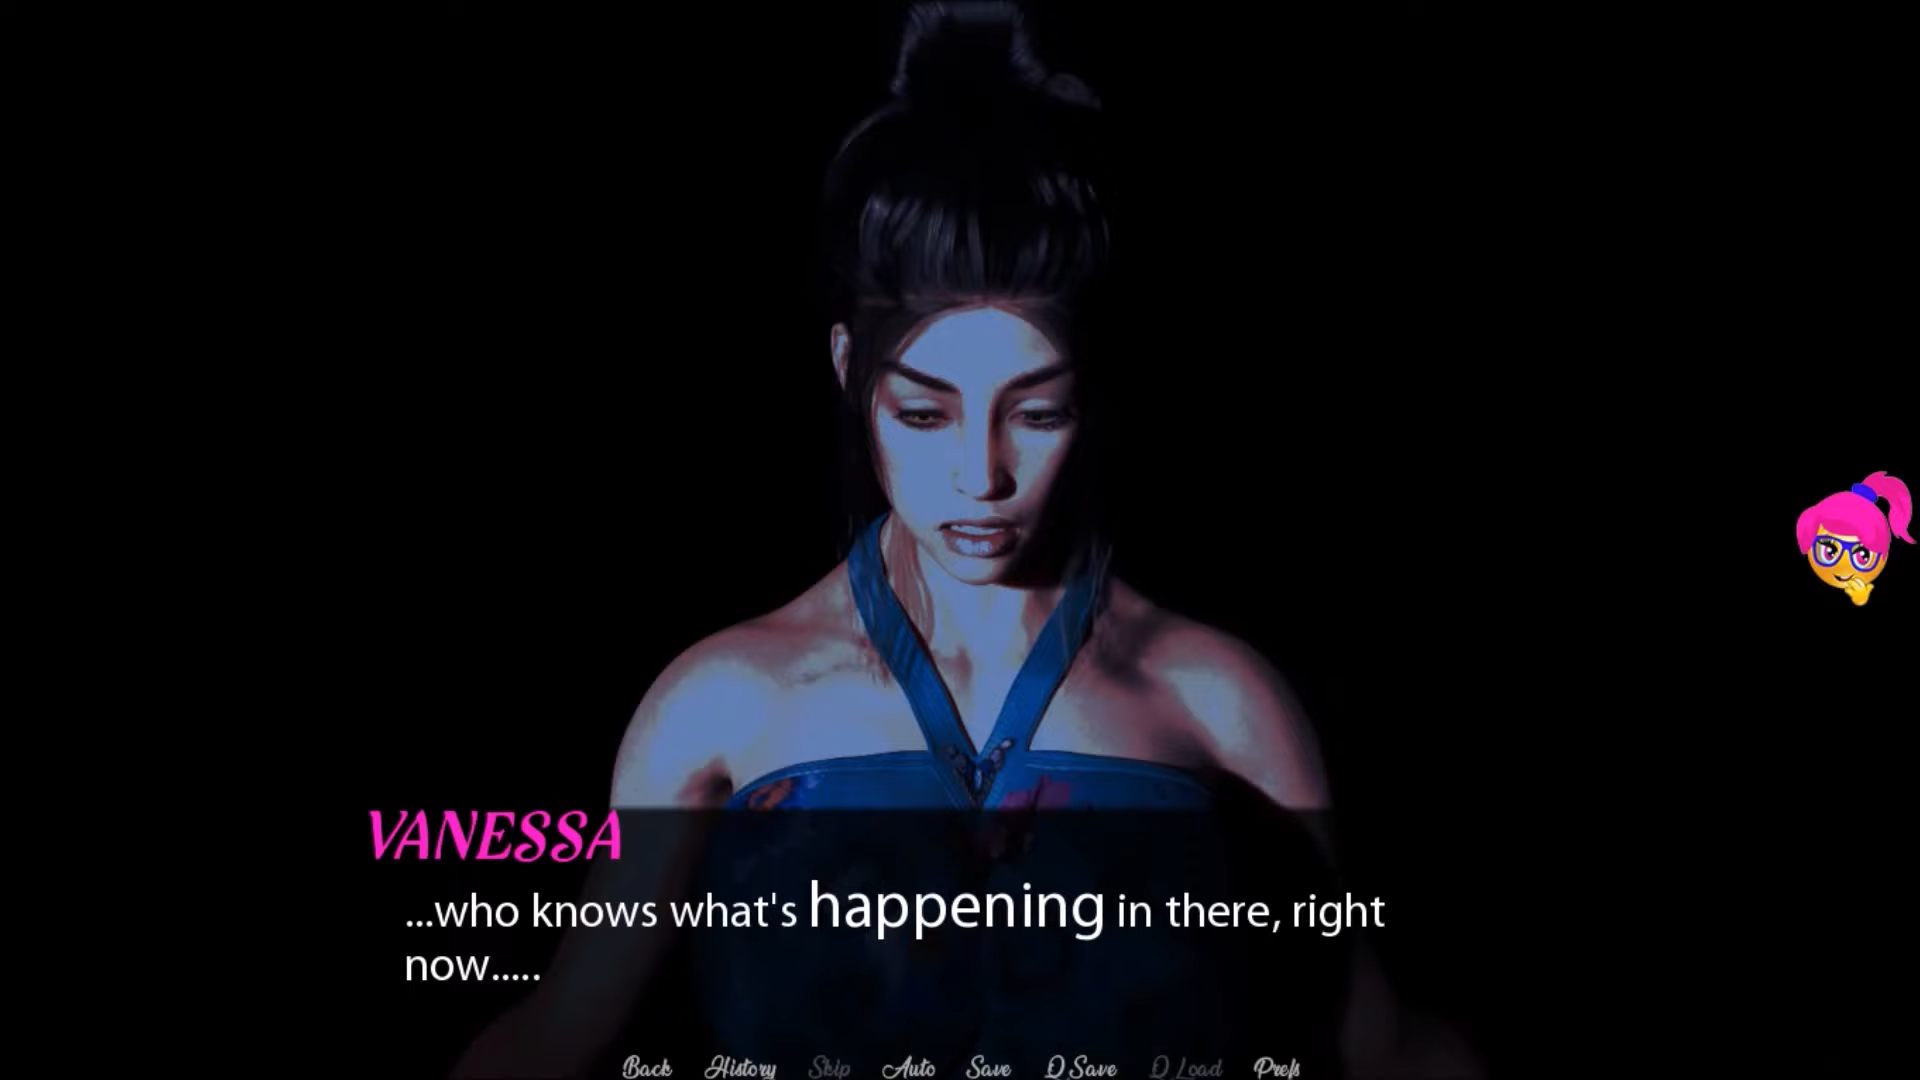 VANESSA
...who knows what's happening in there, right
now.....
Back History Skip Auto Save Q.Save Q.Load Prefs